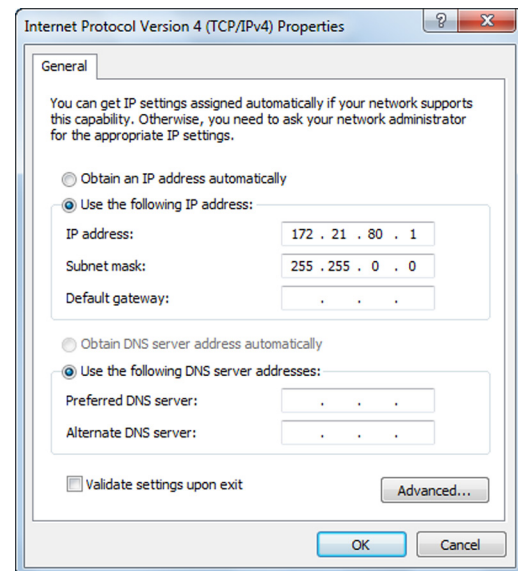 Internet Protocol Version 4 (TCP/IPv4) Properties
General
You can get IP settings assigned automatically if your network supports
this capability. Otherwise, you need to ask your network administrator
for the appropriate IP settings.
Obtain an IP address automatically
Use the following IP address:
IP address: 172 . 21 . 80 . 1
Subnet mask: 255 . 255 . 0 . 0
Default gateway: . . .
Obtain DNS server address automatically
Use the following DNS server addresses:
Preferred DNS server: . . .
Alternate DNS server: . . .
Validate settings upon exit
Advanced...
OK Cancel